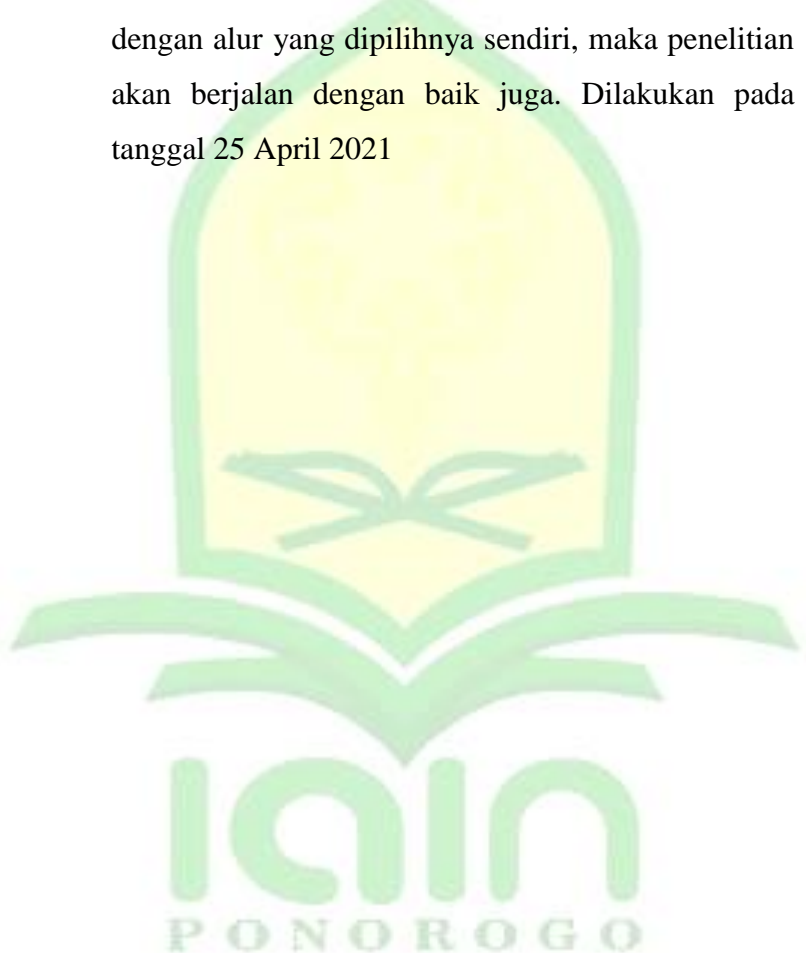 dengan alur yang dipilihnya sendiri, maka penelitian
akan berjalan dengan baik juga. Dilakukan pada
tanggal 25 April 2021
IAIN
PONOROGO